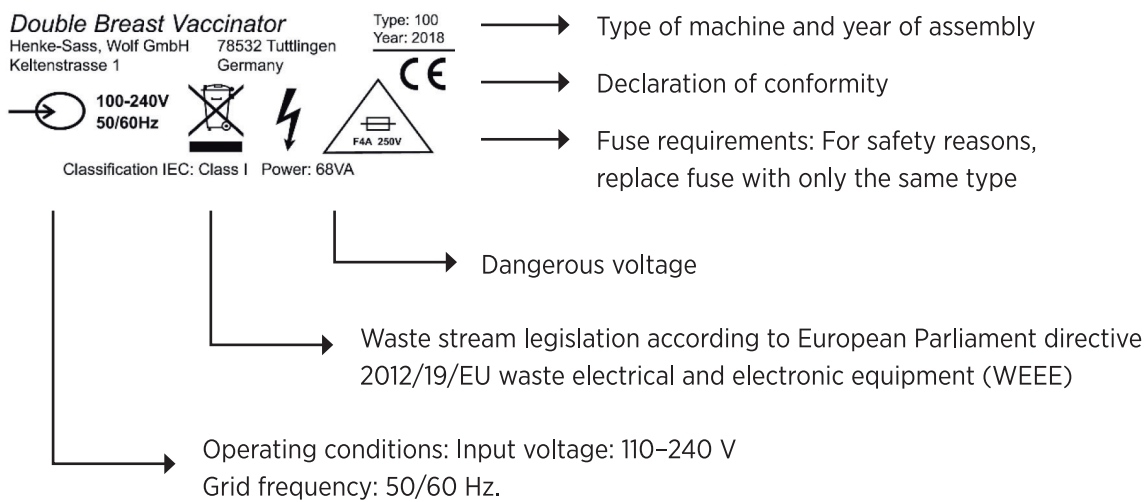 Double Breast Vaccinator
Henke-Sass, Wolf GmbH 78532 Tuttlingen
Keltenstrasse 1 Germany
Type: 100
Year: 2018
CE
100-240V
50/60Hz
F4A 250V
Classification IEC: Class I Power: 68VA
Type of machine and year of assembly
Declaration of conformity
Fuse requirements: For safety reasons,
replace fuse with only the same type
Dangerous voltage
Waste stream legislation according to European Parliament directive
2012/19/EU waste electrical and electronic equipment (WEEE)
Operating conditions: Input voltage: 110–240 V
Grid frequency: 50/60 Hz.